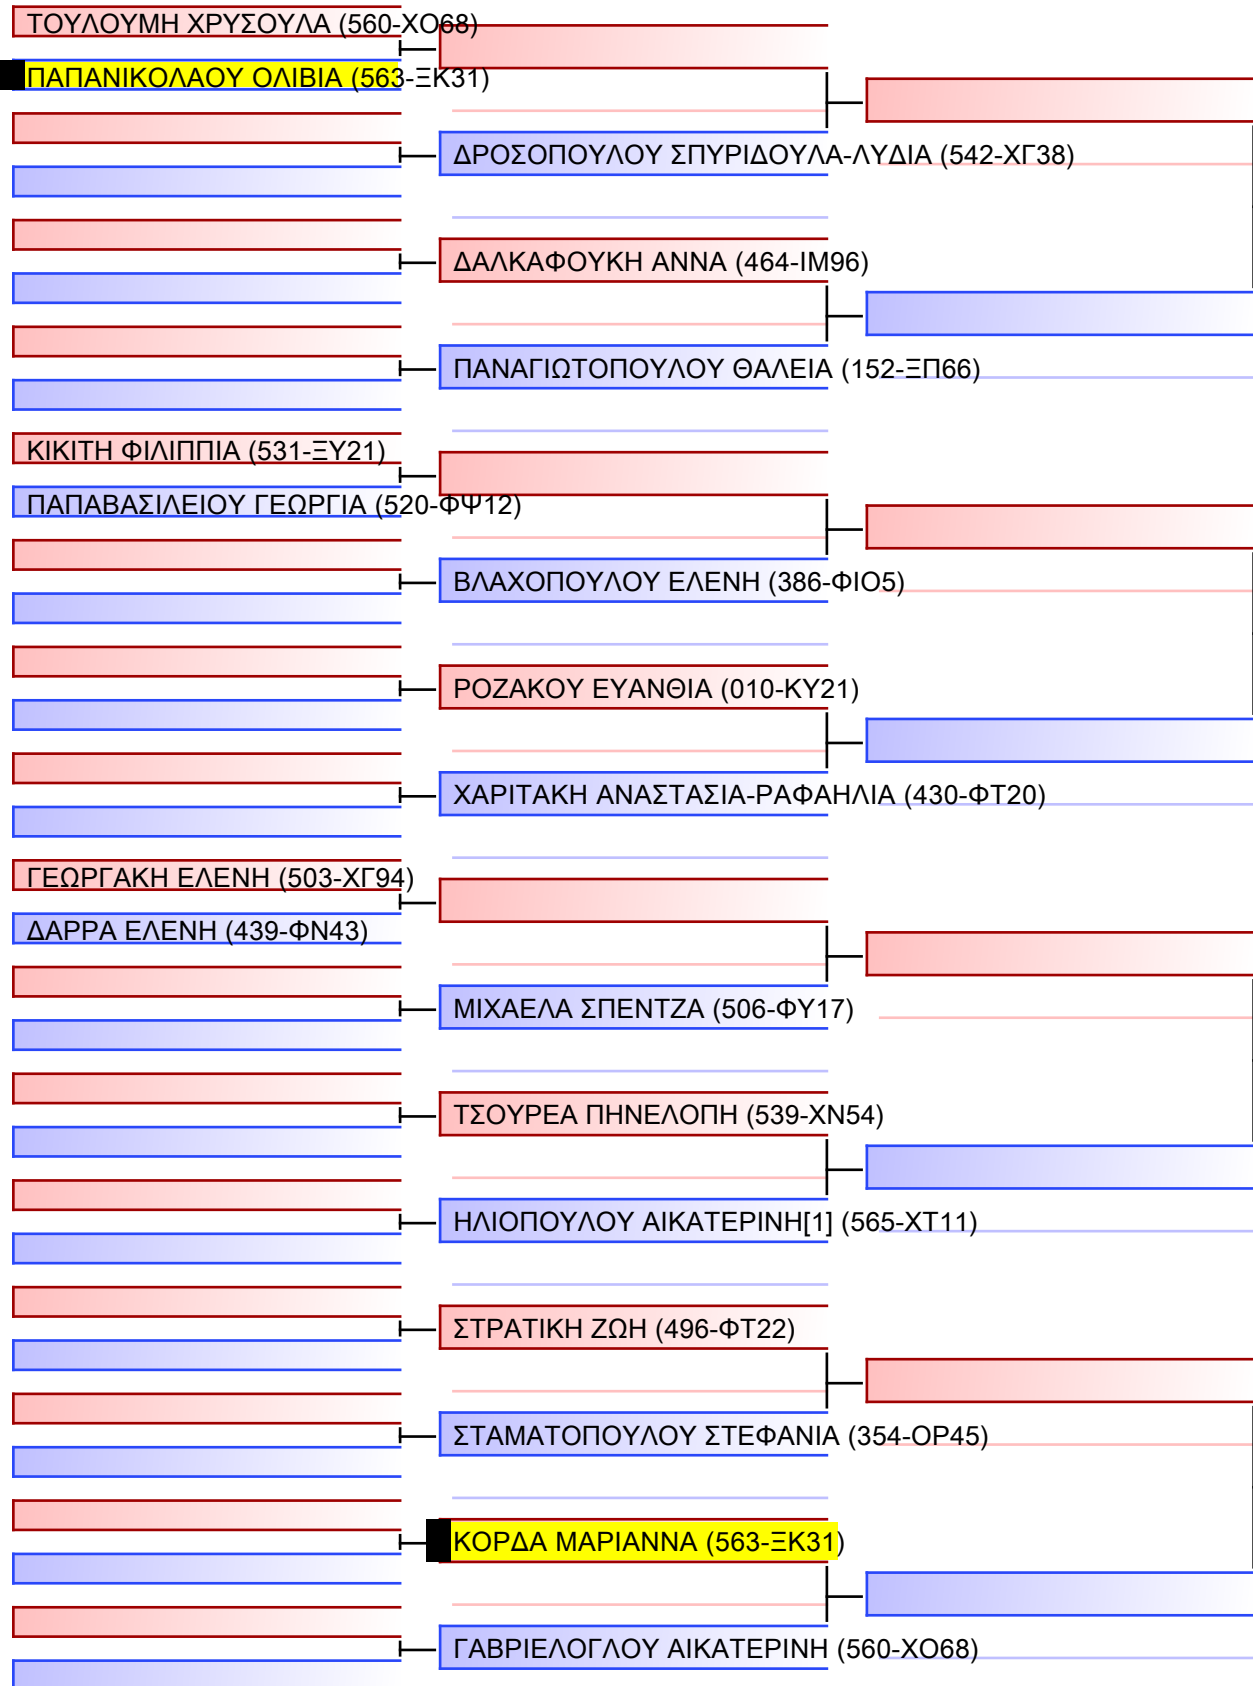 ΤΟΥΛΟΥΜΗ ΧΡΥΣΟΥΛΑ (560-ΧΟ68)
ΠΑΠΑΝΙΚΟΛΑΟΥ ΟΛΙΒΙΑ (563-ΞΚ31)
ΔΡΟΣΟΠΟΥΛΟΥ ΣΠΥΡΙΔΟΥΛΑ-ΛΥΔΙΑ (542-ΧΓ38)
ΔΑΛΚΑΦΟΥΚΗ ΑΝΝΑ (464-ΙΜ96)
ΠΑΝΑΓΙΩΤΟΠΟΥΛΟΥ ΘΑΛΕΙΑ (152-ΞΠ66)
ΚΙΚΙΤΗ ΦΙΛΙΠΠΙΑ (531-ΞΥ21)
ΠΑΠΑΒΑΣΙΛΕΙΟΥ ΓΕΩΡΓΙΑ (520-ΦΨ12)
ΒΛΑΧΟΠΟΥΛΟΥ ΕΛΕΝΗ (386-ΦΙΟ5)
ΡΟΖΑΚΟΥ ΕΥΑΝΘΙΑ (010-ΚΥ21)
ΧΑΡΙΤΑΚΗ ΑΝΑΣΤΑΣΙΑ-ΡΑΦΑΗΛΙΑ (430-ΦΤ20)
ΓΕΩΡΓΑΚΗ ΕΛΕΝΗ (503-ΧΓ94)
ΔΑΡΡΑ ΕΛΕΝΗ (439-ΦΝ43)
ΜΙΧΑΕΛΑ ΣΠΕΝΤΖΑ (506-ΦΥ17)
ΤΣΟΥΡΕΑ ΠΗΝΕΛΟΠΗ (539-ΧΝ54)
ΗΛΙΟΠΟΥΛΟΥ ΑΙΚΑΤΕΡΙΝΗ[1] (565-ΧΤ11)
ΣΤΡΑΤΙΚΗ ΖΩΗ (496-ΦΤ22)
ΣΤΑΜΑΤΟΠΟΥΛΟΥ ΣΤΕΦΑΝΙΑ (354-ΟΡ45)
ΚΟΡΔΑ ΜΑΡΙΑΝΝΑ (563-ΞΚ31)
ΓΑΒΡΙΕΛΟΓΛΟΥ ΑΙΚΑΤΕΡΙΝΗ (560-ΧΟ68)